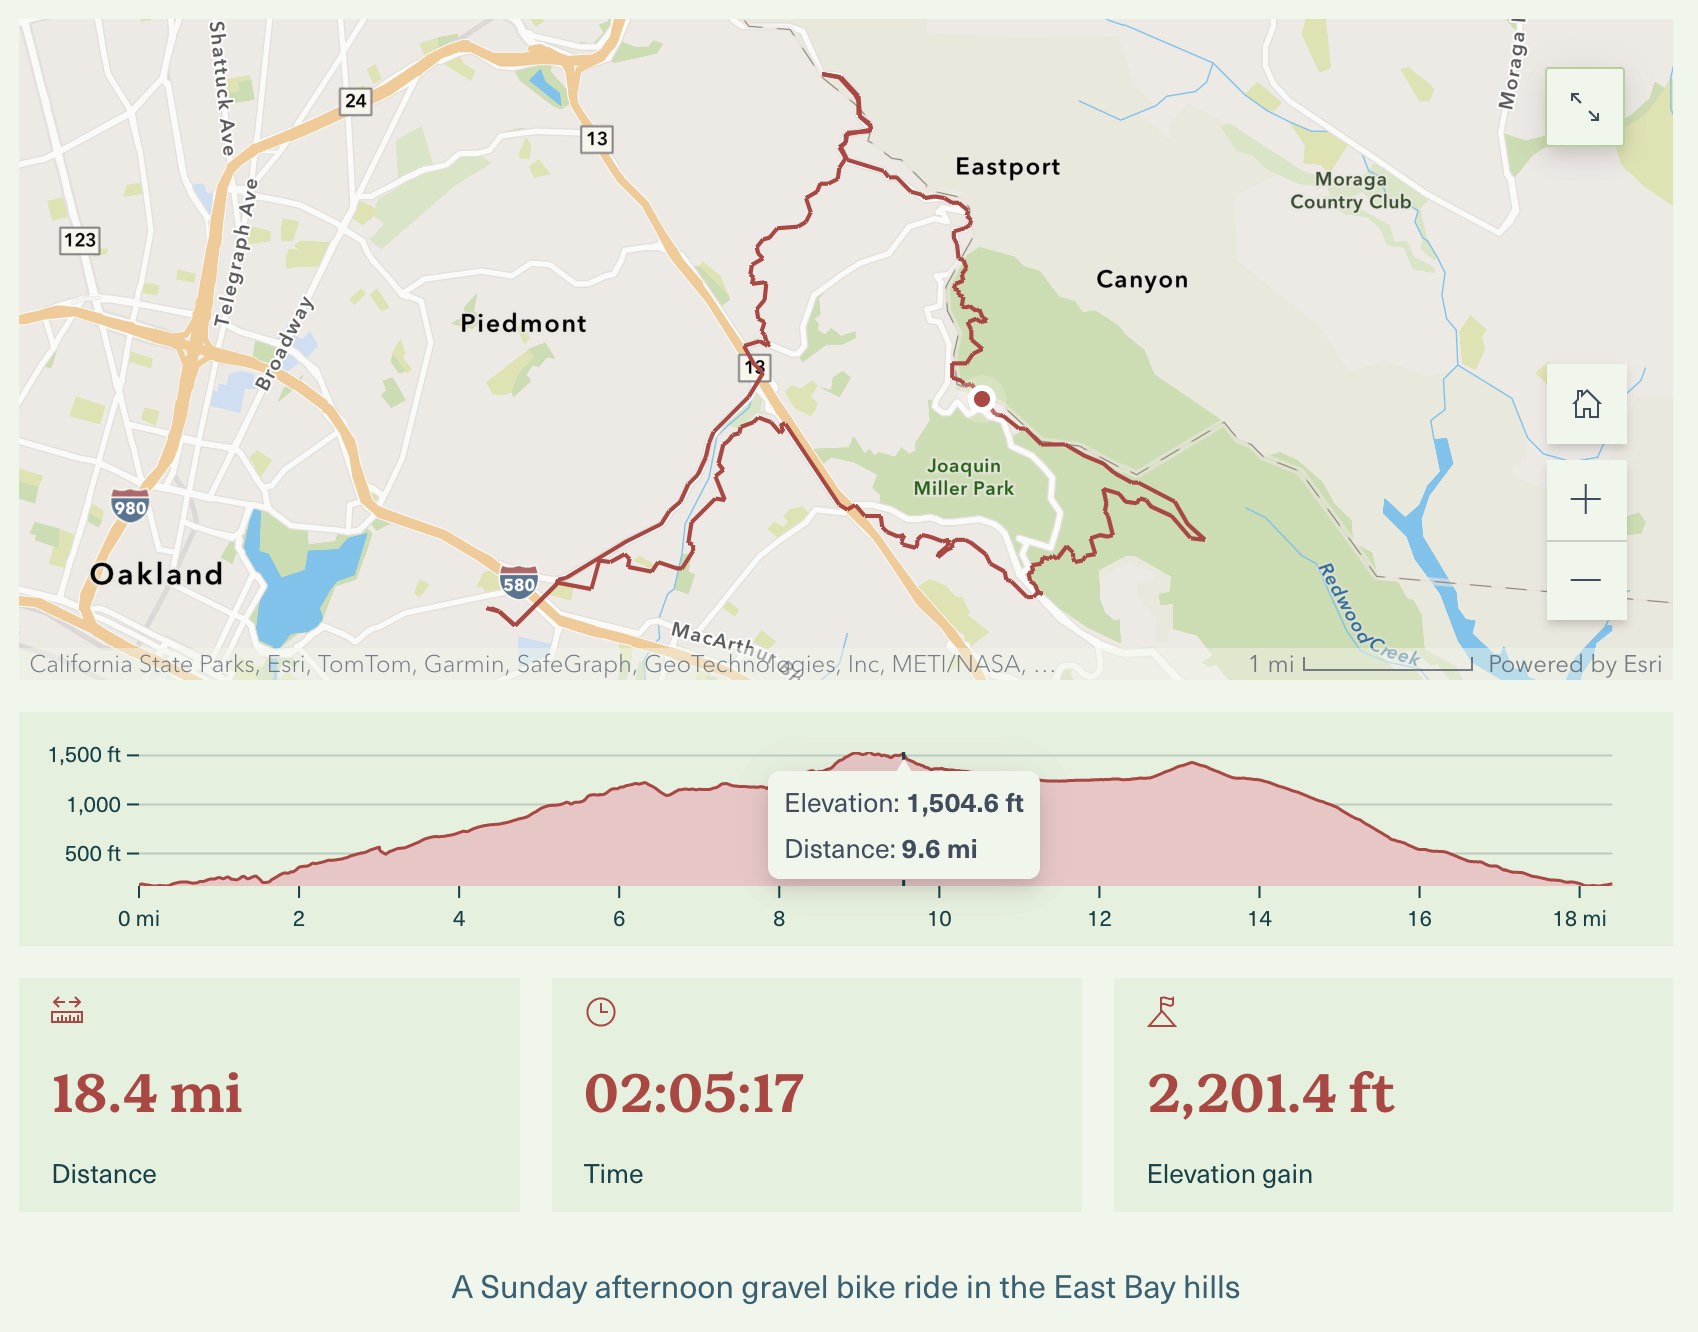 Shattuck Ave
24
13
Eastport
Moraga
Moraga
Country Club
123
Telegraph Ave
Broadway
Piedmont
Canyon
13
Joaquin
Miller Park
980
Oakland
580
Redwood Creek
MacArthur
California State Parks, Esri, TomTom, Garmin, SafeGraph, GeoTechnologies, Inc, METI/NASA, …
1 mi
Powered by Esri
1,500 ft
1,000
500 ft
Elevation: 1,504.6 ft
Distance: 9.6 mi
0 mi 2 4 6 8 10 12 14 16 18 mi
18.4 mi
Distance
02:05:17
Time
2,201.4 ft
Elevation gain
A Sunday afternoon gravel bike ride in the East Bay hills